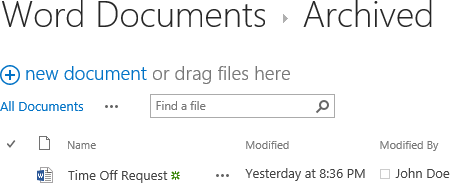 Word Documents ▸ Archived
new document or drag files here
All Documents ••• Find a file
Name Modified Modified By
Time Off Request ••• Yesterday at 8:36 PM John Doe